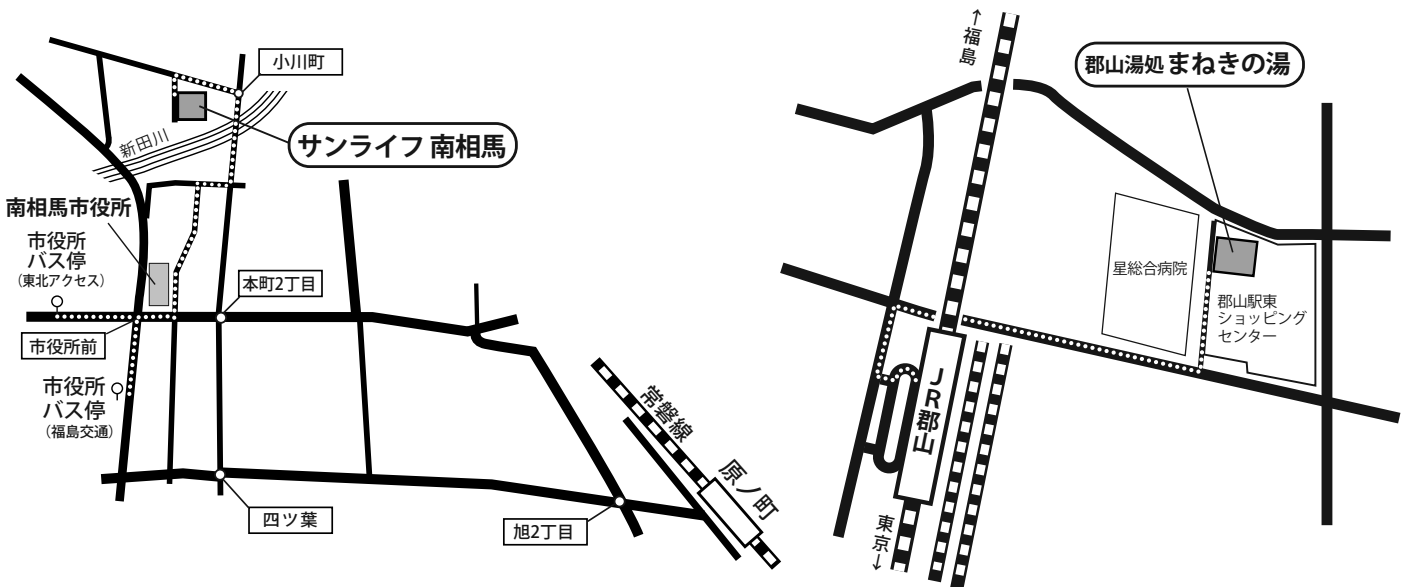 小川町
新田川
サンライフ 南相馬
南相馬市役所
市役所
バス停
（東北アクセス）
本町2丁目
市役所前
市役所
バス停
（福島交通）
四ツ葉
旭2丁目
常磐線
原ノ町
↑福島
郡山湯処 まねきの湯
星総合病院
郡山駅東
ショッピング
センター
JR郡山
東京↓